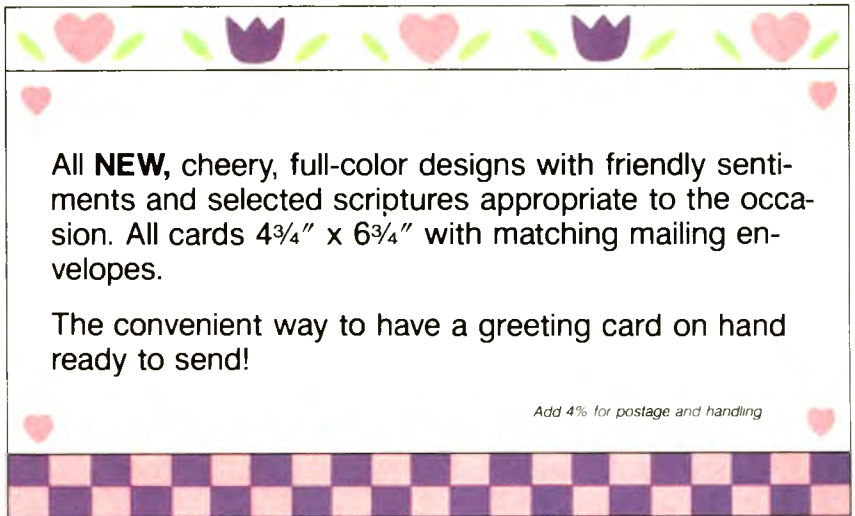 All NEW, cheery, full-color designs with friendly senti-
ments and selected scriptures appropriate to the occa-
sion. All cards 4¾″ x 6¾″ with matching mailing en-
velopes.
The convenient way to have a greeting card on hand
ready to send!
Add 4% for postage and handling